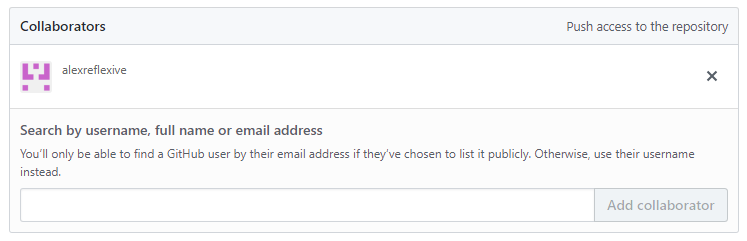 Collaborators
Push access to the repository
alexreflexive
Search by username, full name or email address
You’ll only be able to find a GitHub user by their email address if they’ve chosen to list it publicly. Otherwise, use their username
instead.
Add collaborator